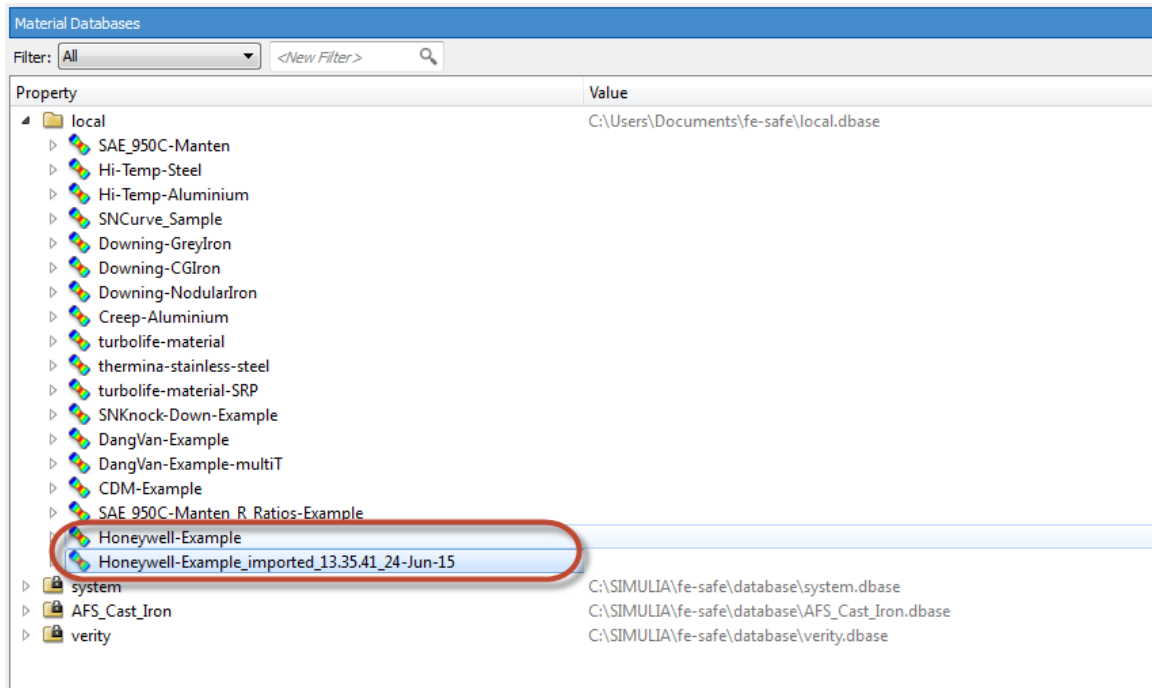 Material Databases
Filter: All <New Filter>
Property Value
local C:\Users\Documents\fe-safe\local.dbase
SAE_950C-Manten
Hi-Temp-Steel
Hi-Temp-Aluminium
SNCurve_Sample
Downing-GreyIron
Downing-CGIron
Downing-NodularIron
Creep-Aluminium
turbolife-material
thermina-stainless-steel
turbolife-material-SRP
SNKnock-Down-Example
DangVan-Example
DangVan-Example-multiT
CDM-Example
SAE_950C-Manten_R_Ratios-Example
Honeywell-Example
Honeywell-Example_imported_13.35.41_24-Jun-15
system C:\SIMULIA\fe-safe\database\system.dbase
AFS_Cast_Iron C:\SIMULIA\fe-safe\database\AFS_Cast_Iron.dbase
verity C:\SIMULIA\fe-safe\database\verity.dbase